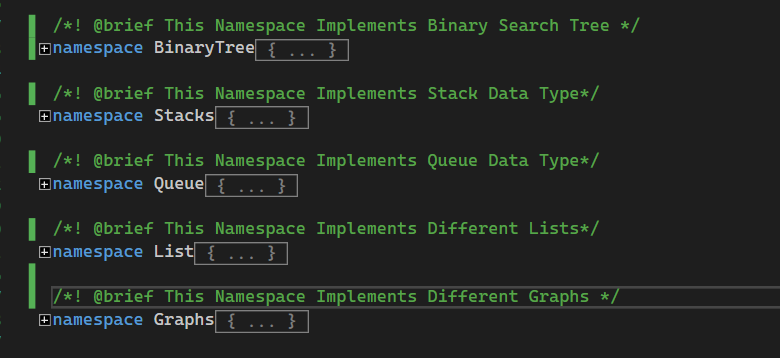 /*! @brief This Namespace Implements Binary Search Tree */
namespace BinaryTree{ ... }
/*! @brief This Namespace Implements Stack Data Type*/
namespace Stacks{ ... }
/*! @brief This Namespace Implements Queue Data Type*/
namespace Queue{ ... }
/*! @brief This Namespace Implements Different Lists*/
namespace List{ ... }
/*! @brief This Namespace Implements Different Graphs */
namespace Graphs{ ... }